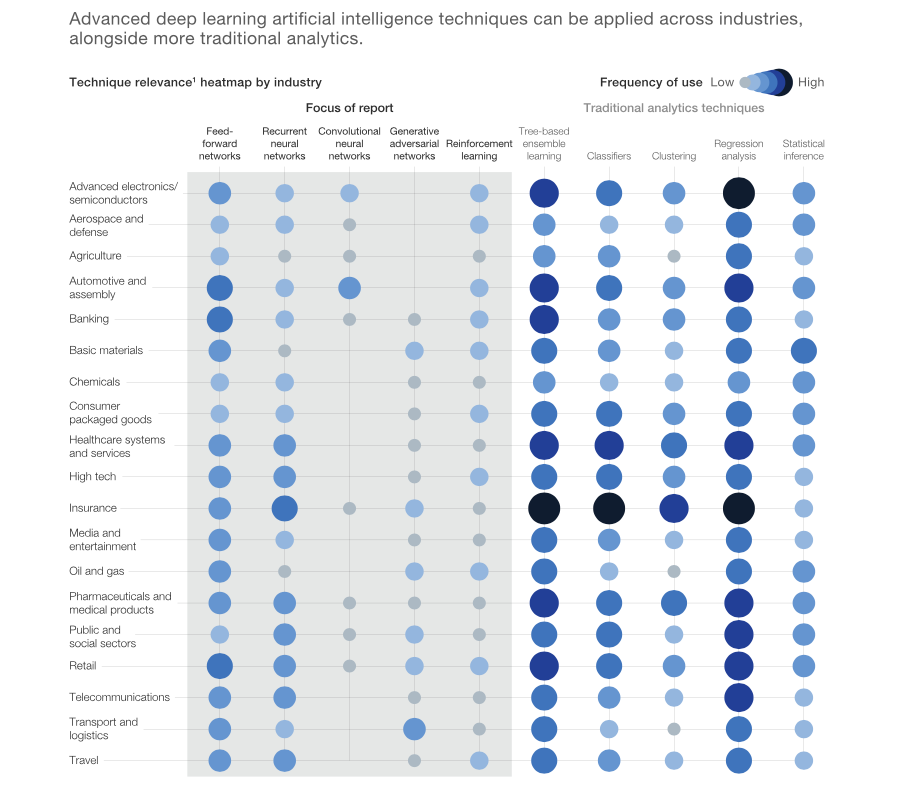 Advanced deep learning artificial intelligence techniques can be applied across industries,
alongside more traditional analytics.
Technique relevance¹ heatmap by industry
Frequency of use Low High
Focus of report
Traditional analytics techniques
Feed-
forward
networks
Recurrent
neural
networks
Convolutional
neural
networks
Generative
adversarial
networks
Reinforcement
learning
Tree-based
ensemble
learning
Classifiers
Clustering
Regression
analysis
Statistical
inference
Advanced electronics/
semiconductors
Aerospace and
defense
Agriculture
Automotive and
assembly
Banking
Basic materials
Chemicals
Consumer
packaged goods
Healthcare systems
and services
High tech
Insurance
Media and
entertainment
Oil and gas
Pharmaceuticals and
medical products
Public and
social sectors
Retail
Telecommunications
Transport and
logistics
Travel